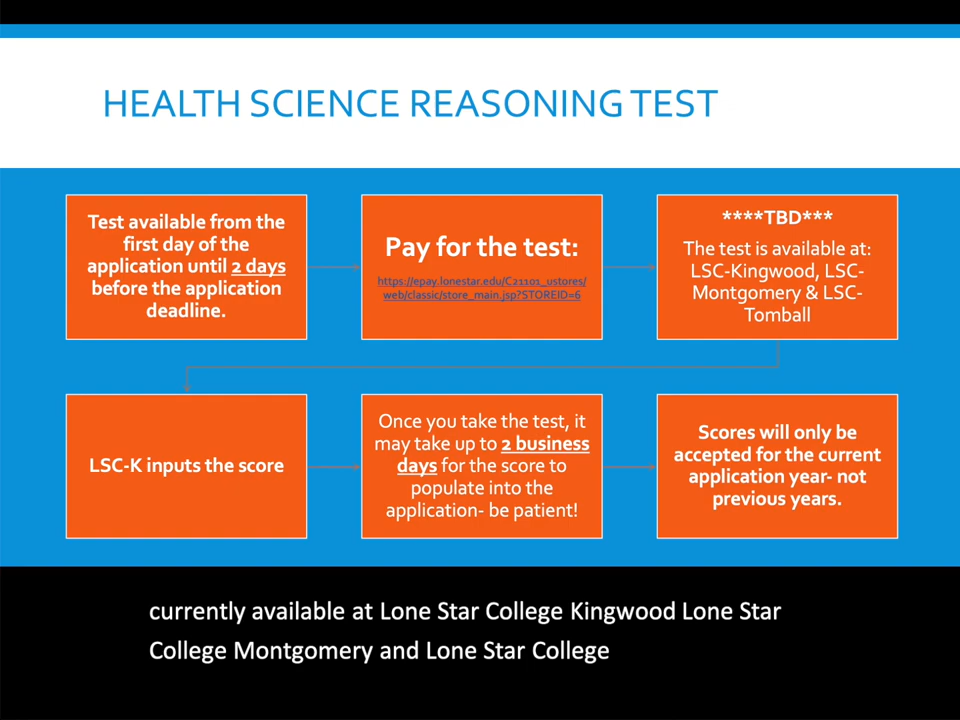 HEALTH SCIENCE REASONING TEST
Test available from the
first day of the
application until 2 days
before the application
deadline.
Pay for the test:
https://epay.lonestar.edu/C21101_ustores/
web/classic/store_main.jsp?STOREID=6
****TBD***
The test is available at:
LSC-Kingwood, LSC-
Montgomery & LSC-
Tomball
LSC-K inputs the score
Once you take the test, it
may take up to 2 business
days for the score to
populate into the
application- be patient!
Scores will only be
accepted for the current
application year- not
previous years.
currently available at Lone Star College Kingwood Lone Star
College Montgomery and Lone Star College